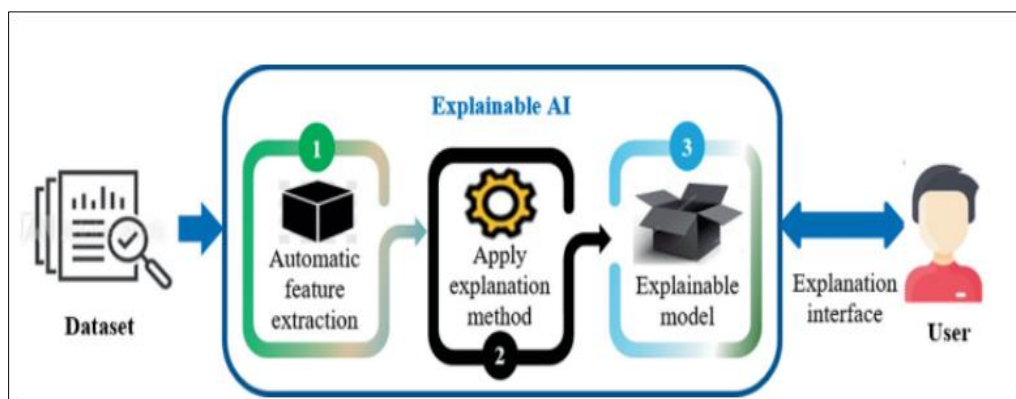 Explainable AI
1
Automatic
feature
extraction
Apply
explanation
method
2
3
Explainable
model
Dataset
Explanation
interface
User